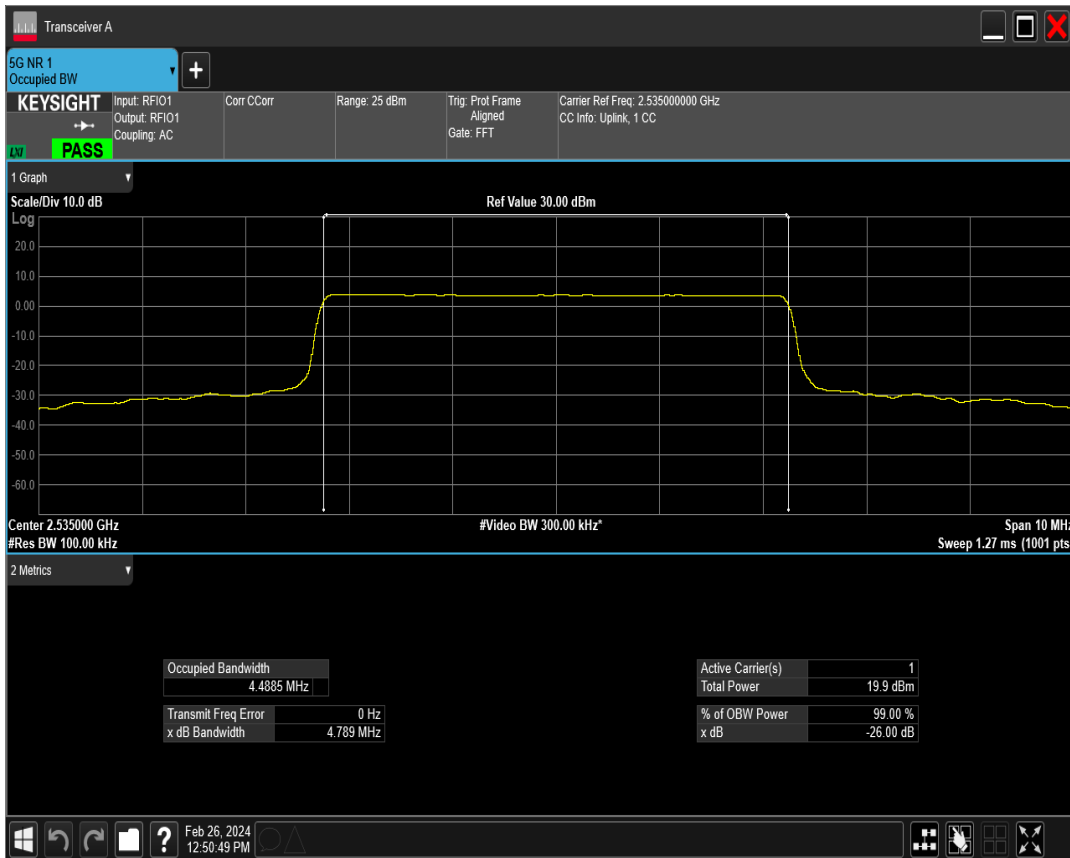 Transceiver A
5G NR 1
Occupied BW
KEYSIGHT
LXI
PASS
Input: RFIO1
Output: RFIO1
Coupling: AC
Corr CCorr
Range: 25 dBm
Trig: Prot Frame
Aligned
Gate: FFT
Carrier Ref Freq: 2.535000000 GHz
CC Info: Uplink, 1 CC
1 Graph
Scale/Div 10.0 dB
Ref Value 30.00 dBm
Log
20.0
10.0
0.00
-10.0
-20.0
-30.0
-40.0
-50.0
-60.0
Center 2.535000 GHz
#Video BW 300.00 kHz*
Span 10 MHz
#Res BW 100.00 kHz
Sweep 1.27 ms (1001 pts
2 Metrics
Occupied Bandwidth
4.4885 MHz
Transmit Freq Error 0 Hz
x dB Bandwidth 4.789 MHz
Active Carrier(s) 1
Total Power 19.9 dBm
% of OBW Power 99.00 %
x dB -26.00 dB
?
Feb 26, 2024
12:50:49 PM